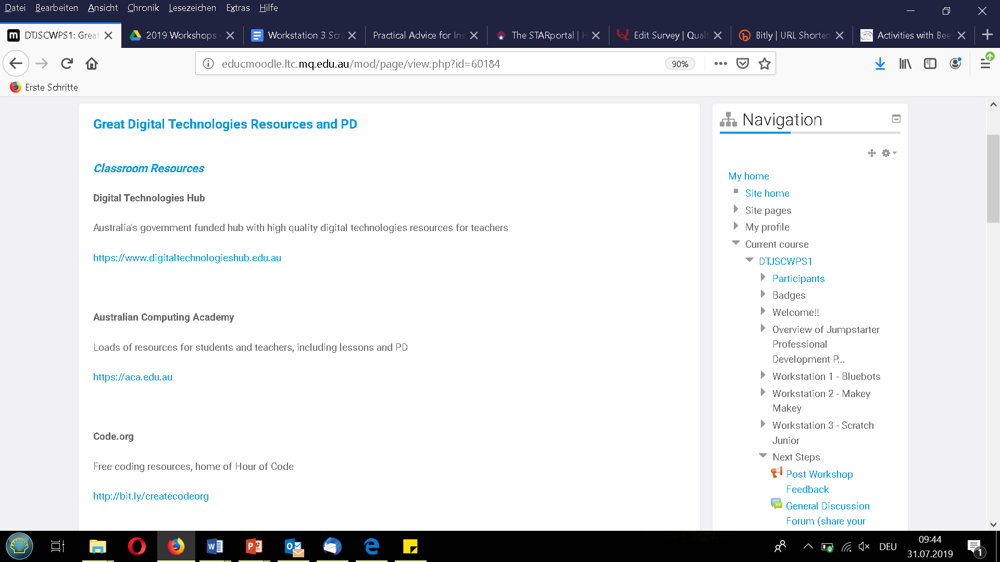 Datei Bearbeiten Ansicht Chronik Lesezeichen Extras Hilfe
DTJSCWPS1: Great
2019 Workshops -
Workstation 3 Scra
Practical Advice for Ins
The STARportal | H
Edit Survey | Qualt
Bitly | URL Shorten
Activities with Bee-
educmoodle.ltc.mq.edu.au/mod/page/view.php?id=60184
90%
Erste Schritte
Great Digital Technologies Resources and PD
Classroom Resources
Digital Technologies Hub
Australia's government funded hub with high quality digital technologies resources for teachers
https://www.digitaltechnologieshub.edu.au
Australian Computing Academy
Loads of resources for students and teachers, including lessons and PD
https://aca.edu.au
Code.org
Free coding resources, home of Hour of Code
http://bit.ly/createcodeorg
Navigation
My home
Site home
Site pages
My profile
Current course
DTJSCWPS1
Participants
Badges
Welcome!!
Overview of Jumpstarter
Professional
Development P...
Workstation 1 - Bluebots
Workstation 2 - Makey
Makey
Workstation 3 - Scratch
Junior
Next Steps
Post Workshop
Feedback
General Discussion
Forum (share your
DEU
09:44
31.07.2019
1